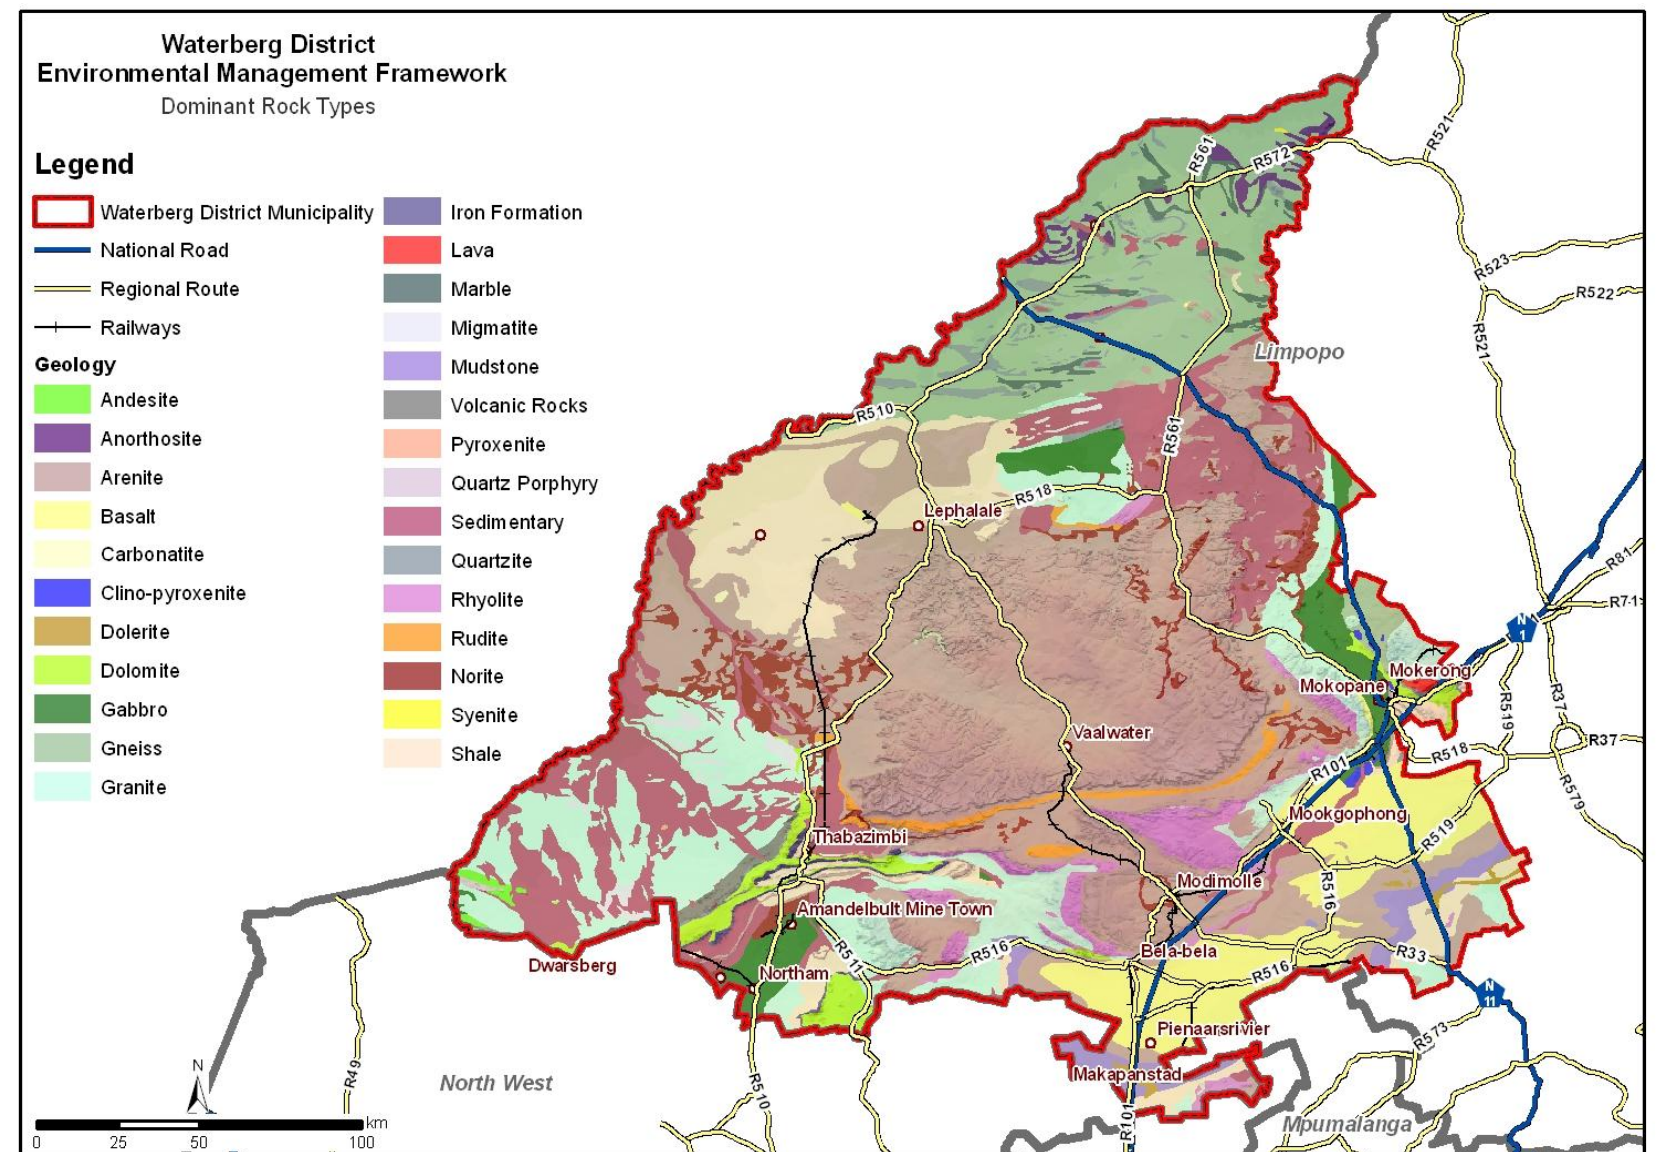 Waterberg District
Environmental Management Framework
Dominant Rock Types
Legend
Waterberg District Municipality
National Road
Regional Route
Railways
Geology
Andesite
Anorthosite
Arenite
Basalt
Carbonatite
Clino-pyroxenite
Dolerite
Dolomite
Gabbro
Gneiss
Granite
Iron Formation
Lava
Marble
Migmatite
Mudstone
Volcanic Rocks
Pyroxenite
Quartz Porphyry
Sedimentary
Quartzite
Rhyolite
Rudite
Norite
Syenite
Shale
R521
R561
R572
R523
R522
R521
Limpopo
R510
R561
R518
Lephalale
R81
R71
N
1
Mokerong
Mokopane
R519
R37
Vaalwater
R518
R37
R101
R579
Mookgophong
Thabazimbi
R519
Modimolle
R516
Amandelbult Mine Town
R511
R516
Bela-bela
R33
Dwarsberg
Northam
R516
N
11
Pienaarsrivier
R573
Makapanstad
R49
North West
R510
R101
Mpumalanga
N
km
0 25 50 100